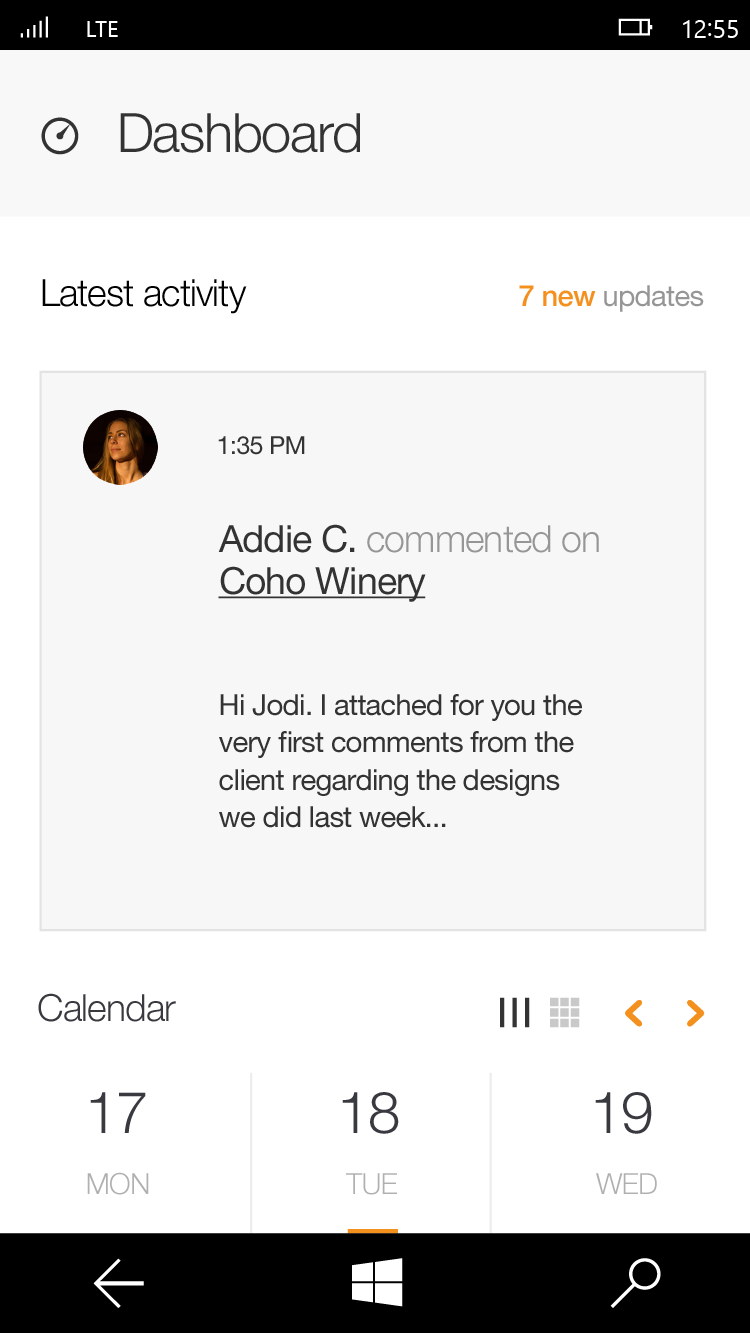 LTE 12:55
Dashboard
Latest activity 7 new updates
1:35 PM
Addie C. commented on
Coho Winery
Hi Jodi. I attached for you the
very first comments from the
client regarding the designs
we did last week...
Calendar
17 18 19
MON TUE WED